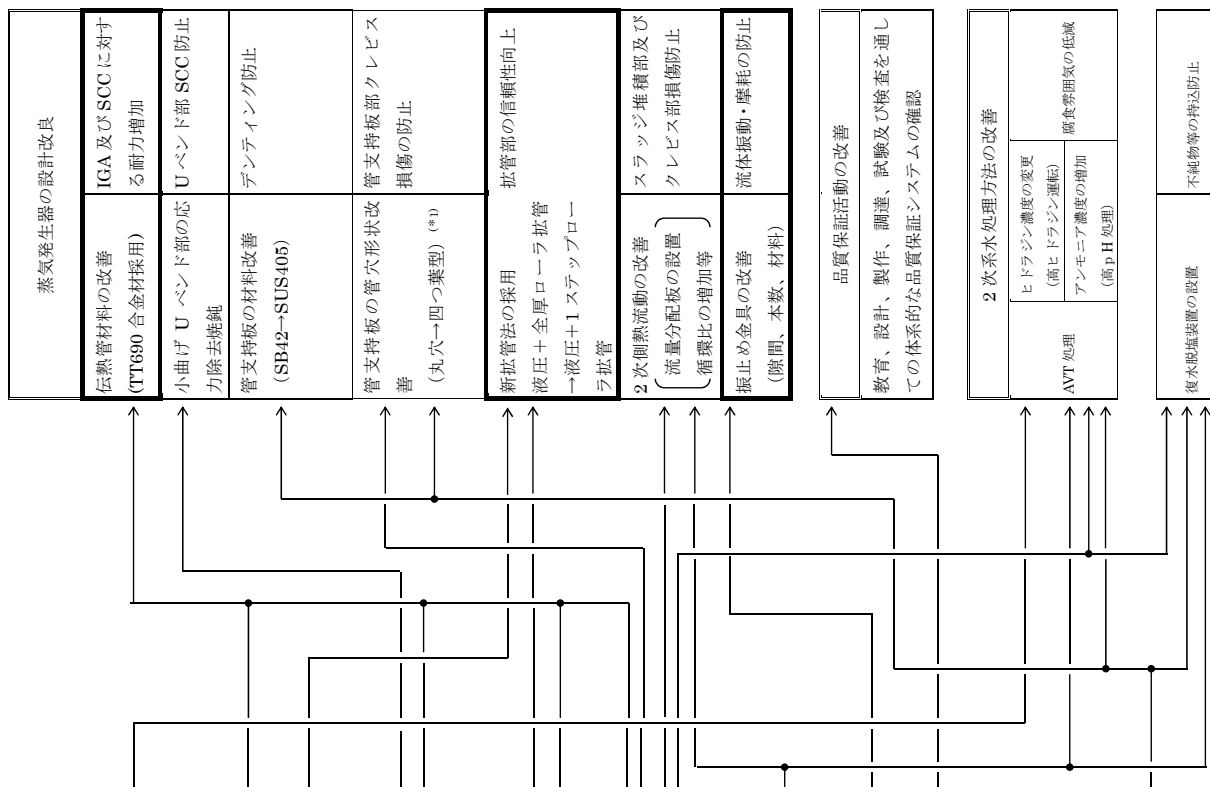 蒸気発生器の設計改良
伝熱管材料の改善
(TT690 合金材採用)
IGA 及び SCC に対す
る耐力増加
小曲げ U ベンド部の応
力除去焼鈍
U ベンド部 SCC 防止
管支持板の材料改善
(SB42→SUS405)
デンティング防止
管支持板の管穴形状改
善
(丸穴→四つ葉型) (*1)
管支持板部クレビス
損傷の防止
新拡管法の採用
液圧＋全厚ローラ拡管
→液圧+1 ステップロー
ラ拡管
拡管部の信頼性向上
2 次側熱流動の改善
流量分配板の設置
循環比の増加等
スラッジ堆積部及び
クレビス部損傷防止
振止め金具の改善
(隙間、本数、材料)
流体振動・摩耗の防止
品質保証活動の改善
教育、設計、製作、調達、試験及び検査を通し
ての体系的な品質保証システムの確認
2 次系水処理方法の改善
AVT 処理
ヒドラジン濃度の変更
(高ヒドラジン運転)
アンモニア濃度の増加
(高ｐH 処理)
腐食雰囲気の低減
復水脱塩装置の設置
不純物等の持込防止